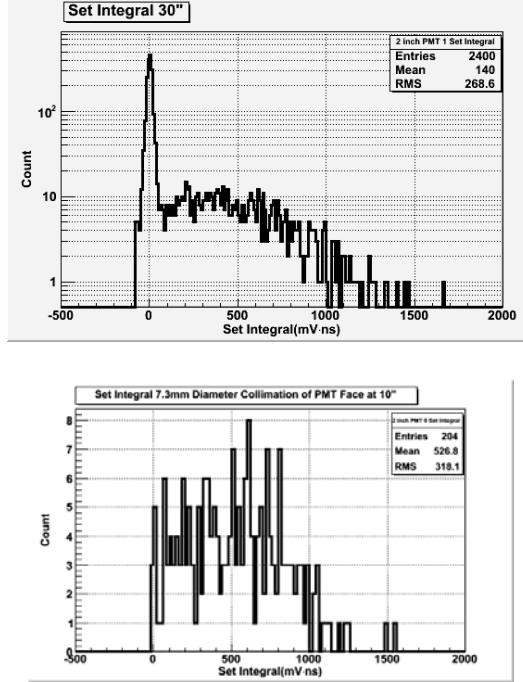 Set Integral 30"
2 inch PMT 1 Set Integral
Entries 2400
Mean 140
RMS 268.6
10²
10
1
Count
-500 0 500 1000 1500 2000
Set Integral(mV·ns)
Set Integral 7.3mm Diameter Collimation of PMT Face at 10"
2 inch PMT 6 Set Integral
Entries 204
Mean 526.8
RMS 318.1
8
7
6
5
4
3
2
1
0
Count
-500 0 500 1000 1500 2000
Set Integral(mV·ns)